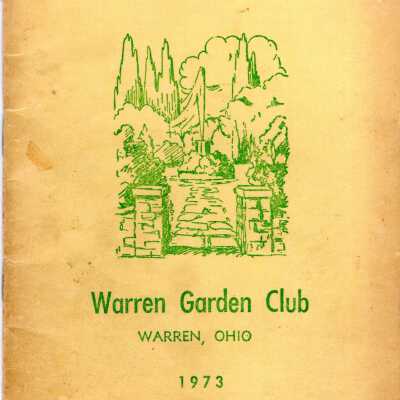 Warren Garden Club
WARREN, OHIO
1973